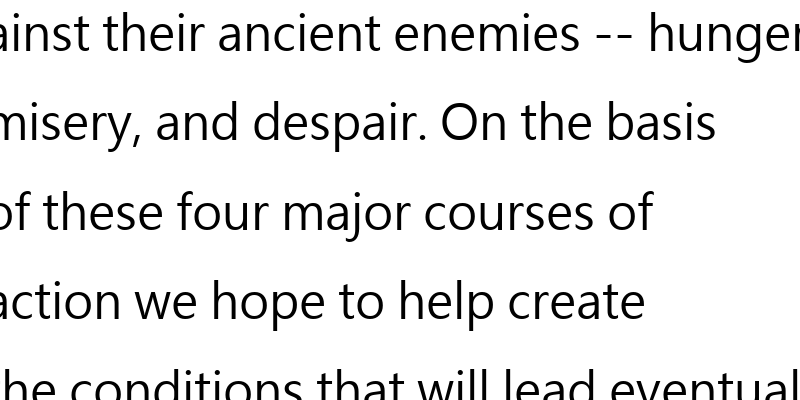 ainst their ancient enemies -- hunger
misery, and despair. On the basis
of these four major courses of
action we hope to help create
the conditions that will lead eventual